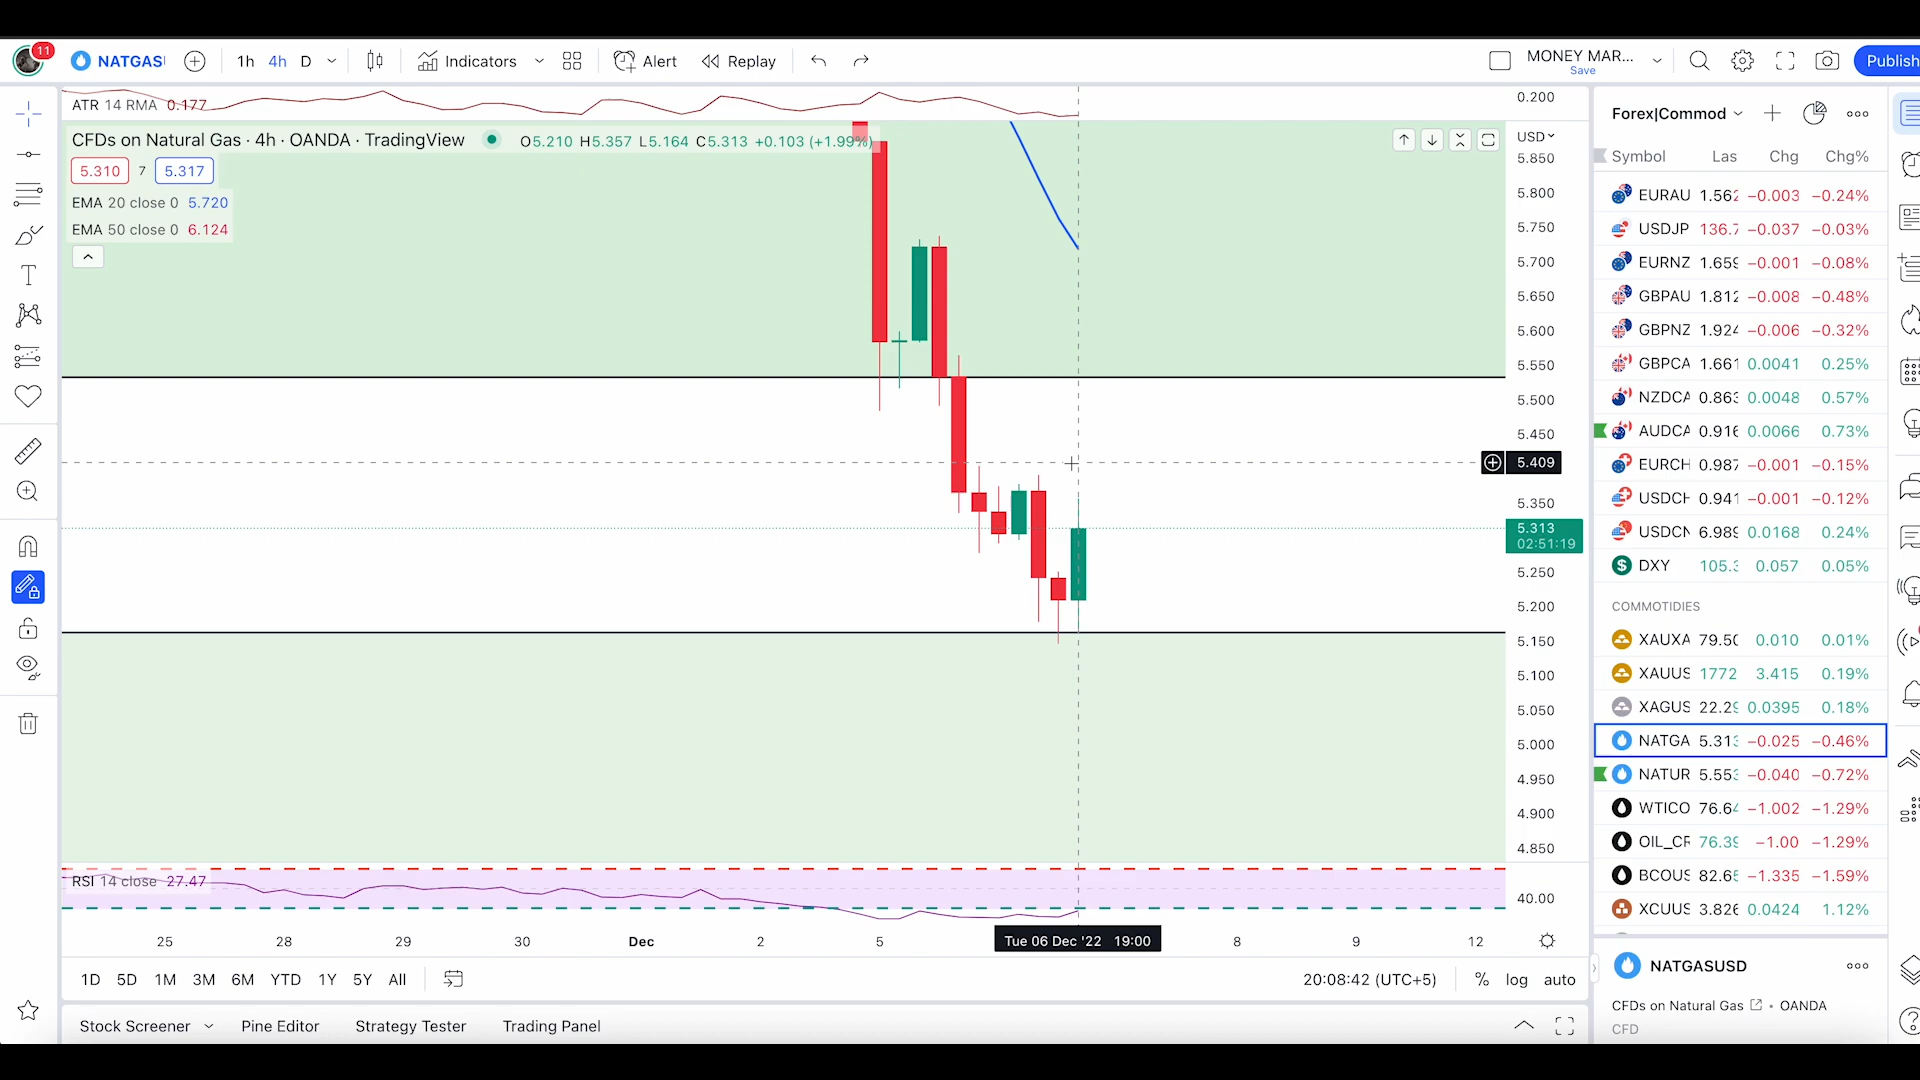 11
NATGAS
1h 4h D
Indicators
Alert
Replay
MONEY MAR...
Save
Publish
ATR 14 RMA 0.177
CFDs on Natural Gas · 4h · OANDA · TradingView
O5.210 H5.357 L5.164 C5.313 +0.103 (+1.99%)
5.310 7 5.317
EMA 20 close 0 5.720
EMA 50 close 0 6.124
0.200
USD
5.850
5.800
5.750
5.700
5.650
5.600
5.550
5.500
5.450
5.409
5.350
5.313
02:51:19
5.250
5.200
5.150
5.100
5.050
5.000
4.950
4.900
4.850
RSI 14 close 27.47
40.00
25 28 29 30 Dec 2 5 Tue 06 Dec '22 19:00 8 9 12
1D 5D 1M 3M 6M YTD 1Y 5Y All
20:08:42 (UTC+5) % log auto
Stock Screener Pine Editor Strategy Tester Trading Panel
Forex|Commod
Symbol Las Chg Chg%
EURAU 1.562 −0.003 −0.24%
USDJP 136.7 −0.037 −0.03%
EURNZ 1.659 −0.001 −0.08%
GBPAU 1.812 −0.008 −0.48%
GBPNZ 1.924 −0.006 −0.32%
GBPCA 1.661 0.0041 0.25%
NZDCA 0.863 0.0048 0.57%
AUDCA 0.916 0.0066 0.73%
EURCH 0.987 −0.001 −0.15%
USDCH 0.941 −0.001 −0.12%
USDCN 6.989 0.0168 0.24%
DXY 105.3 0.057 0.05%
COMMOTIDIES
XAUXA 79.50 0.010 0.01%
XAUUS 1772 3.415 0.19%
XAGUS 22.29 0.0395 0.18%
NATGA 5.313 −0.025 −0.46%
NATUR 5.553 −0.040 −0.72%
WTICO 76.64 −1.002 −1.29%
OIL_CR 76.39 −1.00 −1.29%
BCOUS 82.65 −1.335 −1.59%
XCUUS 3.826 0.0424 1.12%
NATGASUSD
CFDs on Natural Gas • OANDA
CFD